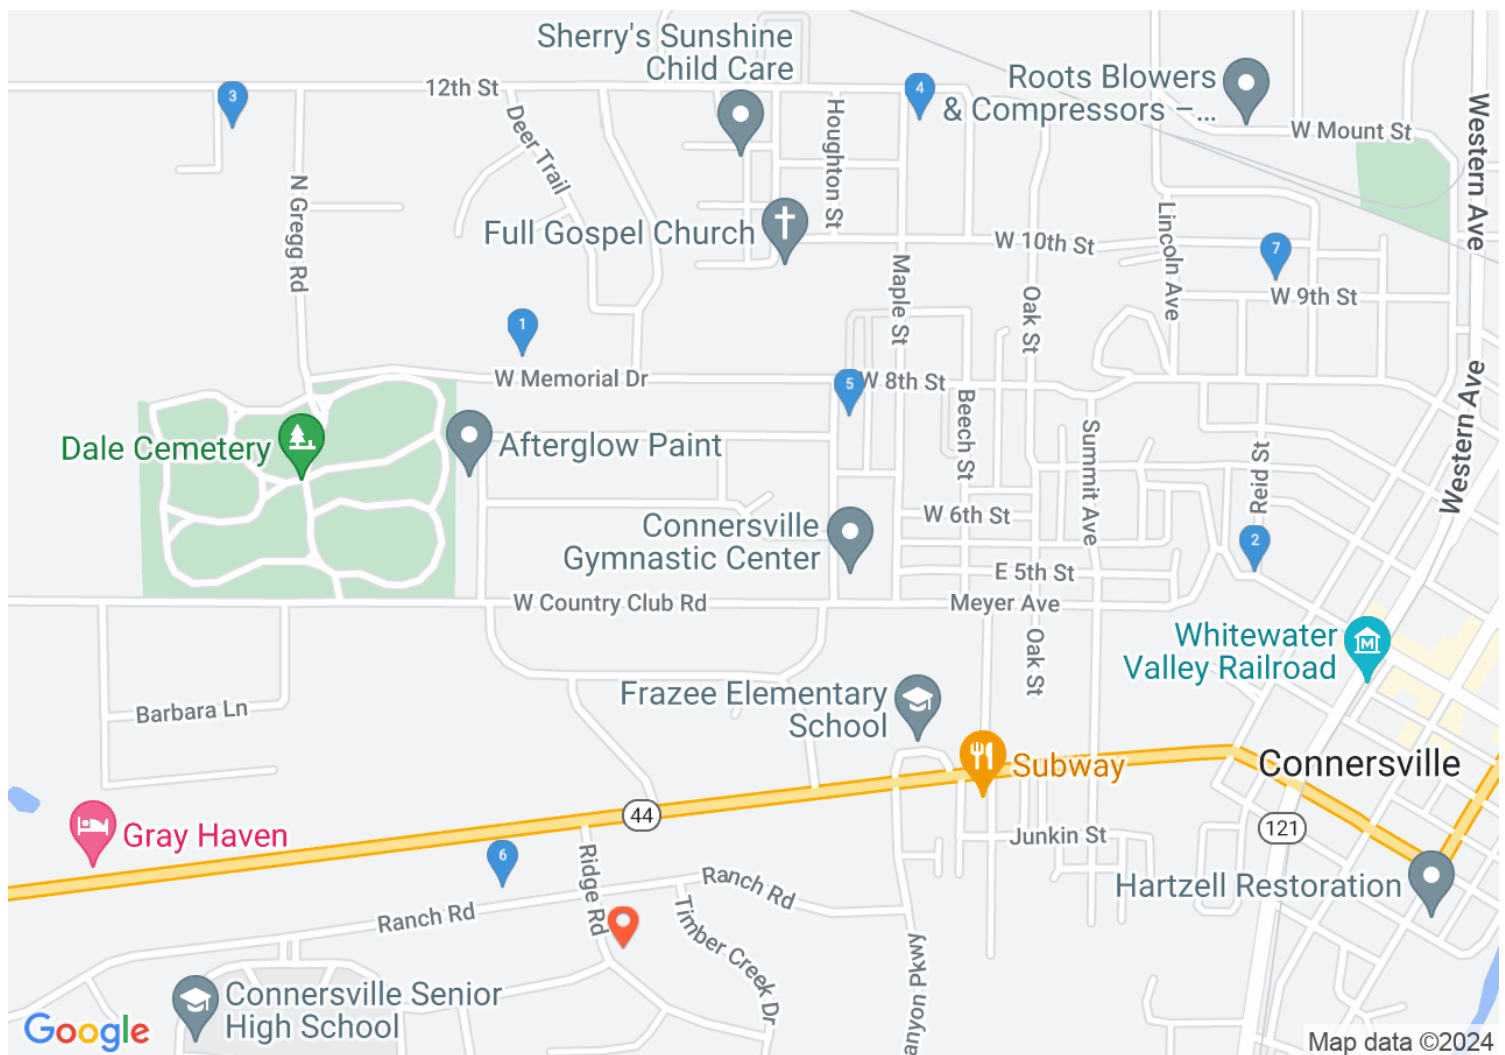 Sherry's Sunshine
Child Care
Roots Blowers
& Compressors –...
12th St
3
4
W Mount St
Western Ave
Deer Trail
Houghton St
N Gregg Rd
Full Gospel Church
W 10th St
Lincoln Ave
7
W 9th St
Maple St
Oak St
1
W Memorial Dr
5
W 8th St
Western Ave
Beech St
Summit Ave
Reid St
Dale Cemetery
Afterglow Paint
Connersville
Gymnastic Center
W 6th St
2
E 5th St
W Country Club Rd
Meyer Ave
Whitewater
Valley Railroad
Oak St
Frazee Elementary
School
Barbara Ln
Subway
Connersville
44
121
Gray Haven
Junkin St
6
Ridge Rd
Ranch Rd
Hartzell Restoration
Ranch Rd
Timber Creek Dr
anyon Pkwy
Connersville Senior
High School
Google
Map data ©2024